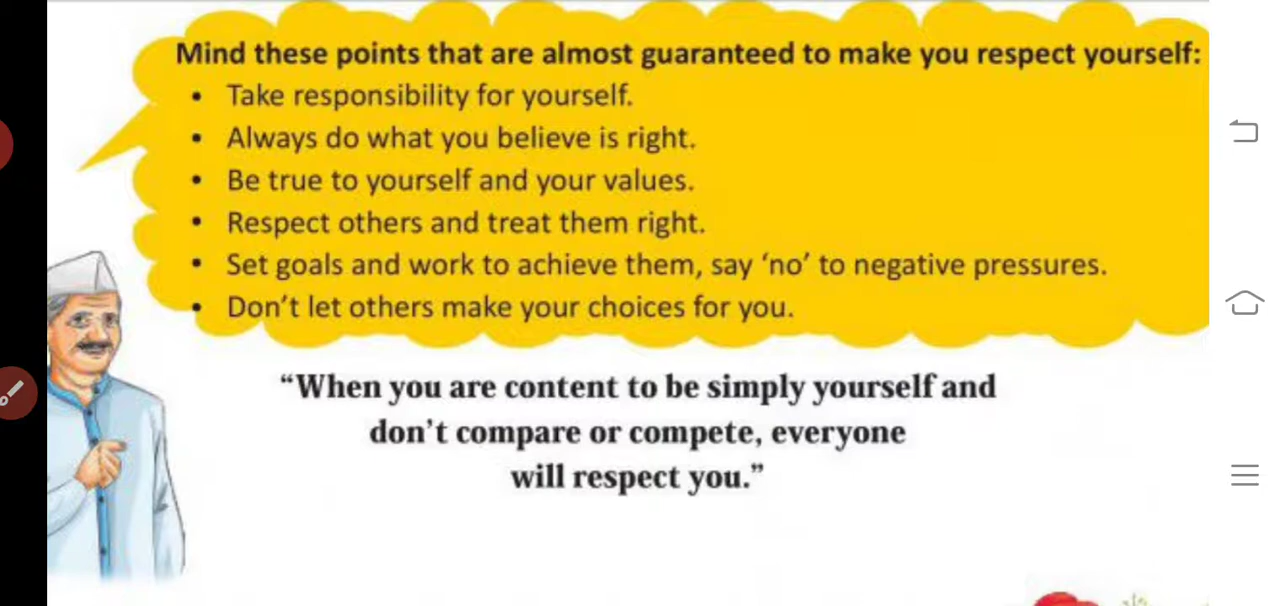 Mind these points that are almost guaranteed to make you respect yourself:
• Take responsibility for yourself.
• Always do what you believe is right.
• Be true to yourself and your values.
• Respect others and treat them right.
• Set goals and work to achieve them, say ‘no’ to negative pressures.
• Don’t let others make your choices for you.
“When you are content to be simply yourself and
don’t compare or compete, everyone
will respect you.”